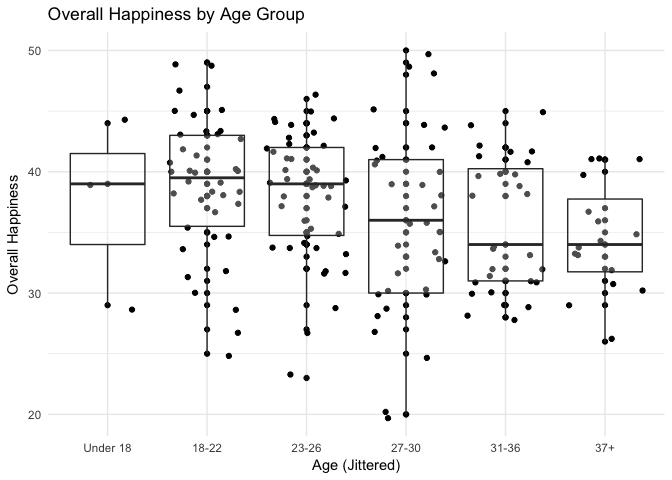 Overall Happiness by Age Group
Overall Happiness
50
40
30
20
Under 18 18-22 23-26 27-30 31-36 37+
Age (Jittered)